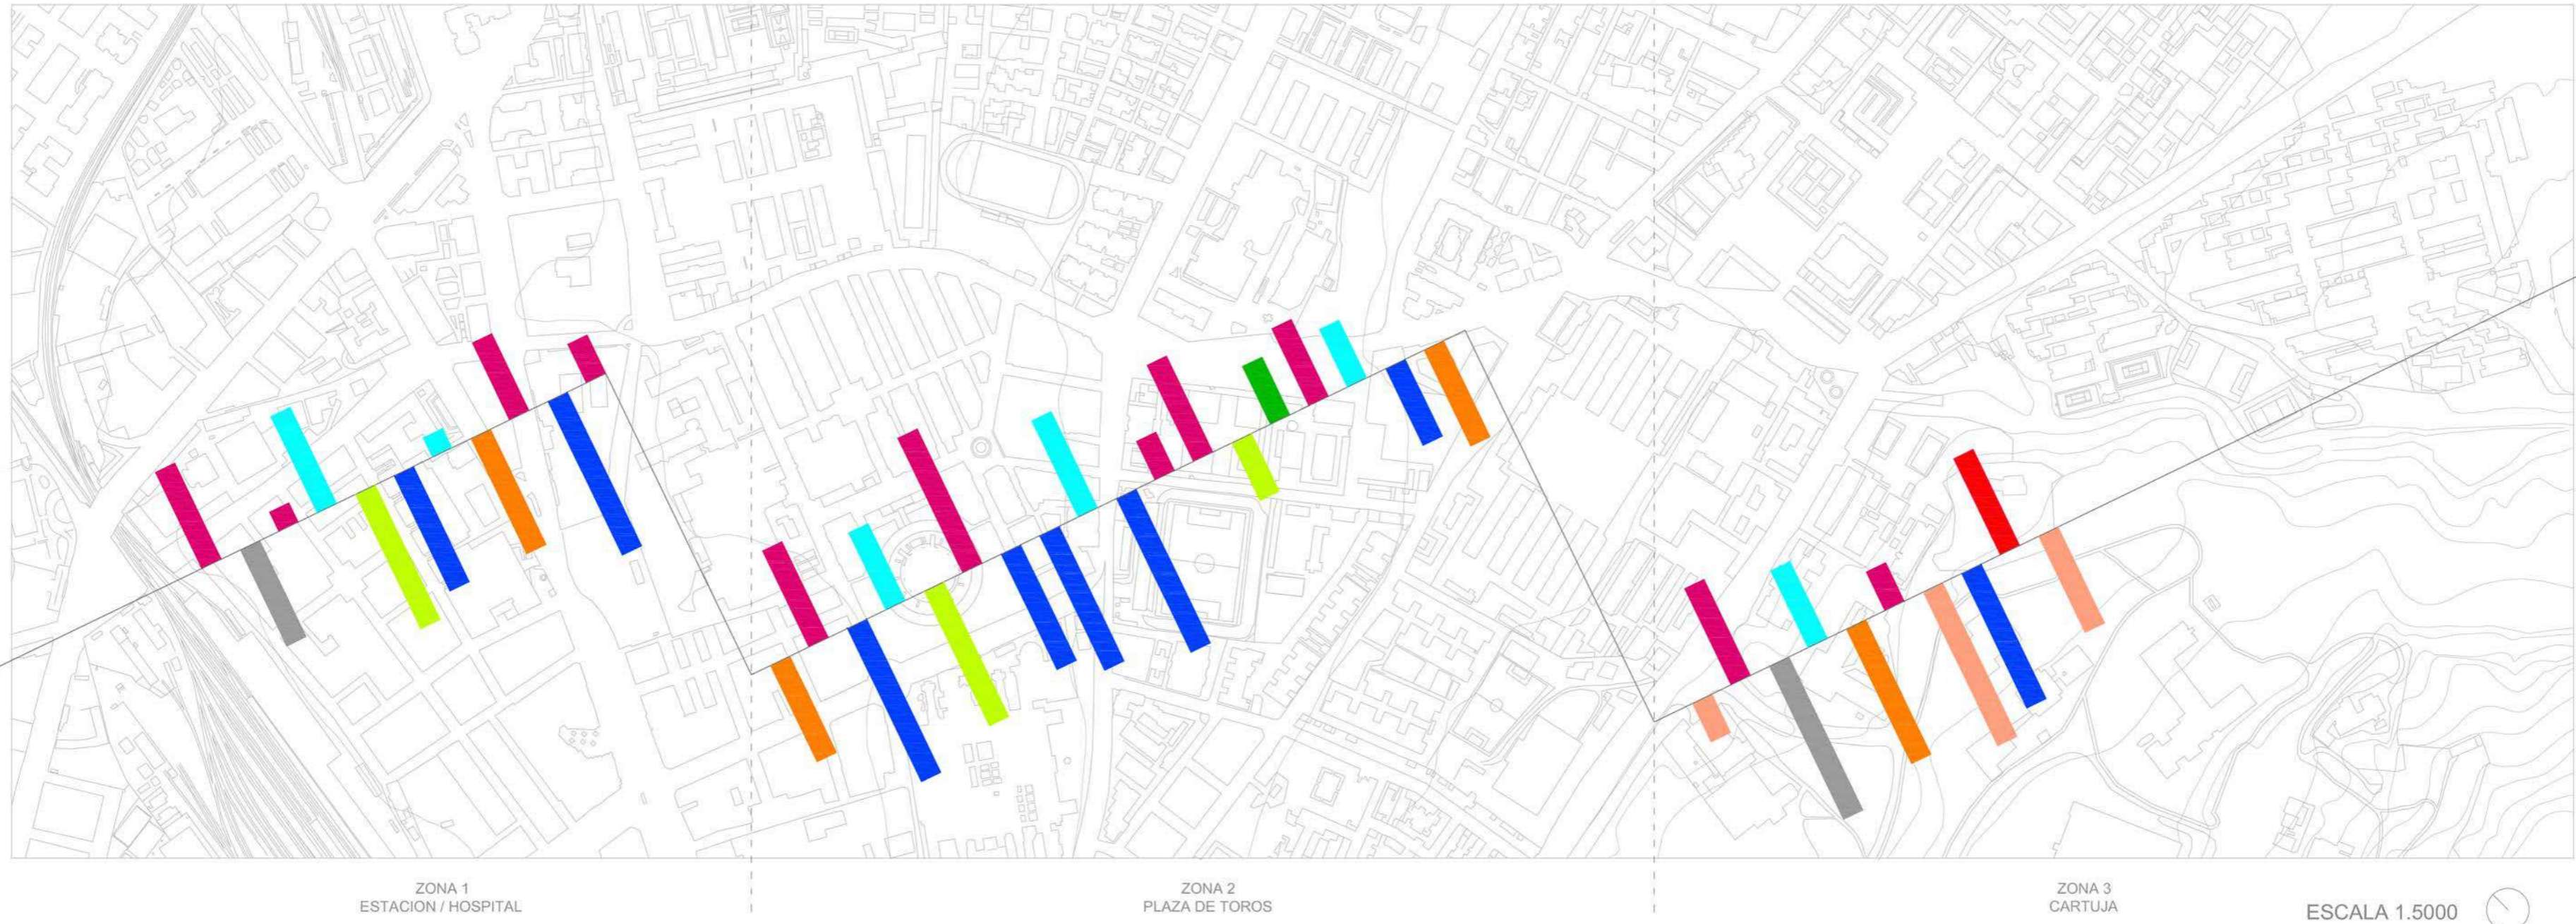 ZONA 1
ESTACION / HOSPITAL
ZONA 2
PLAZA DE TOROS
ZONA 3
CARTUJA
ESCALA 1.5000